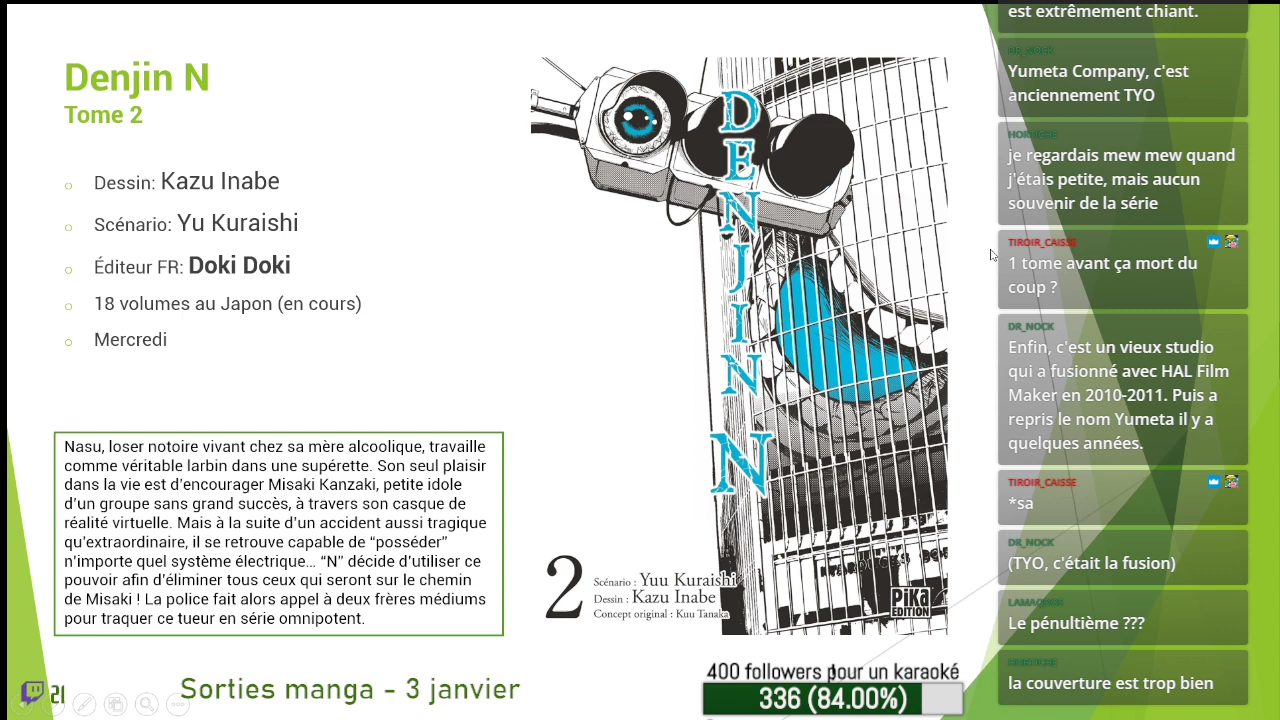 Denjin N
Tome 2
Dessin: Kazu Inabe
Scénario: Yu Kuraishi
Éditeur FR: Doki Doki
18 volumes au Japon (en cours)
Mercredi
Nasu, loser notoire vivant chez sa mère alcoolique, travaille
comme véritable larbin dans une supérette. Son seul plaisir
dans la vie est d'encourager Misaki Kanzaki, petite idole
d'un groupe sans grand succès, à travers son casque de
réalité virtuelle. Mais à la suite d'un accident aussi tragique
qu'extraordinaire, il se retrouve capable de “posséder”
n'importe quel système électrique… “N” décide d'utiliser ce
pouvoir afin d'éliminer tous ceux qui seront sur le chemin
de Misaki ! La police fait alors appel à deux frères médiums
pour traquer ce tueur en série omnipotent.
DENJIN N
2
Scénario : Yuu Kuraishi
Dessin : Kazu Inabe
Concept original : Kuu Tanaka
PiKA
EDITION
21
Sorties manga - 3 janvier
400 followers pour un karaoké
336 (84.00%)
est extrêmement chiant.
DR_NOCK
Yumeta Company, c'est
anciennement TYO
HORTICHE
je regardais mew mew quand
j'étais petite, mais aucun
souvenir de la série
TIROIR_CAISSE
1 tome avant ça mort du
coup ?
DR_NOCK
Enfin, c'est un vieux studio
qui a fusionné avec HAL Film
Maker en 2010-2011. Puis a
repris le nom Yumeta il y a
quelques années.
TIROIR_CAISSE
*sa
DR_NOCK
(TYO, c'était la fusion)
Le pénultième ???
HORTICHE
la couverture est trop bien